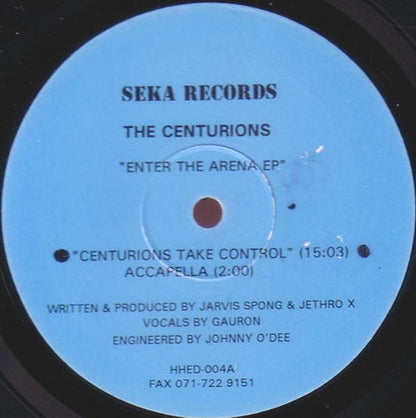 SEKA RECORDS
THE CENTURIONS
"ENTER THE ARENA EP"
"CENTURIONS TAKE CONTROL" (15:03)
ACCAPELLA (2:00)
WRITTEN & PRODUCED BY JARVIS SPONG & JETHRO X
VOCALS BY GAURON
ENGINEERED BY JOHNNY O'DEE
HHED-004A
FAX 071-722 9151